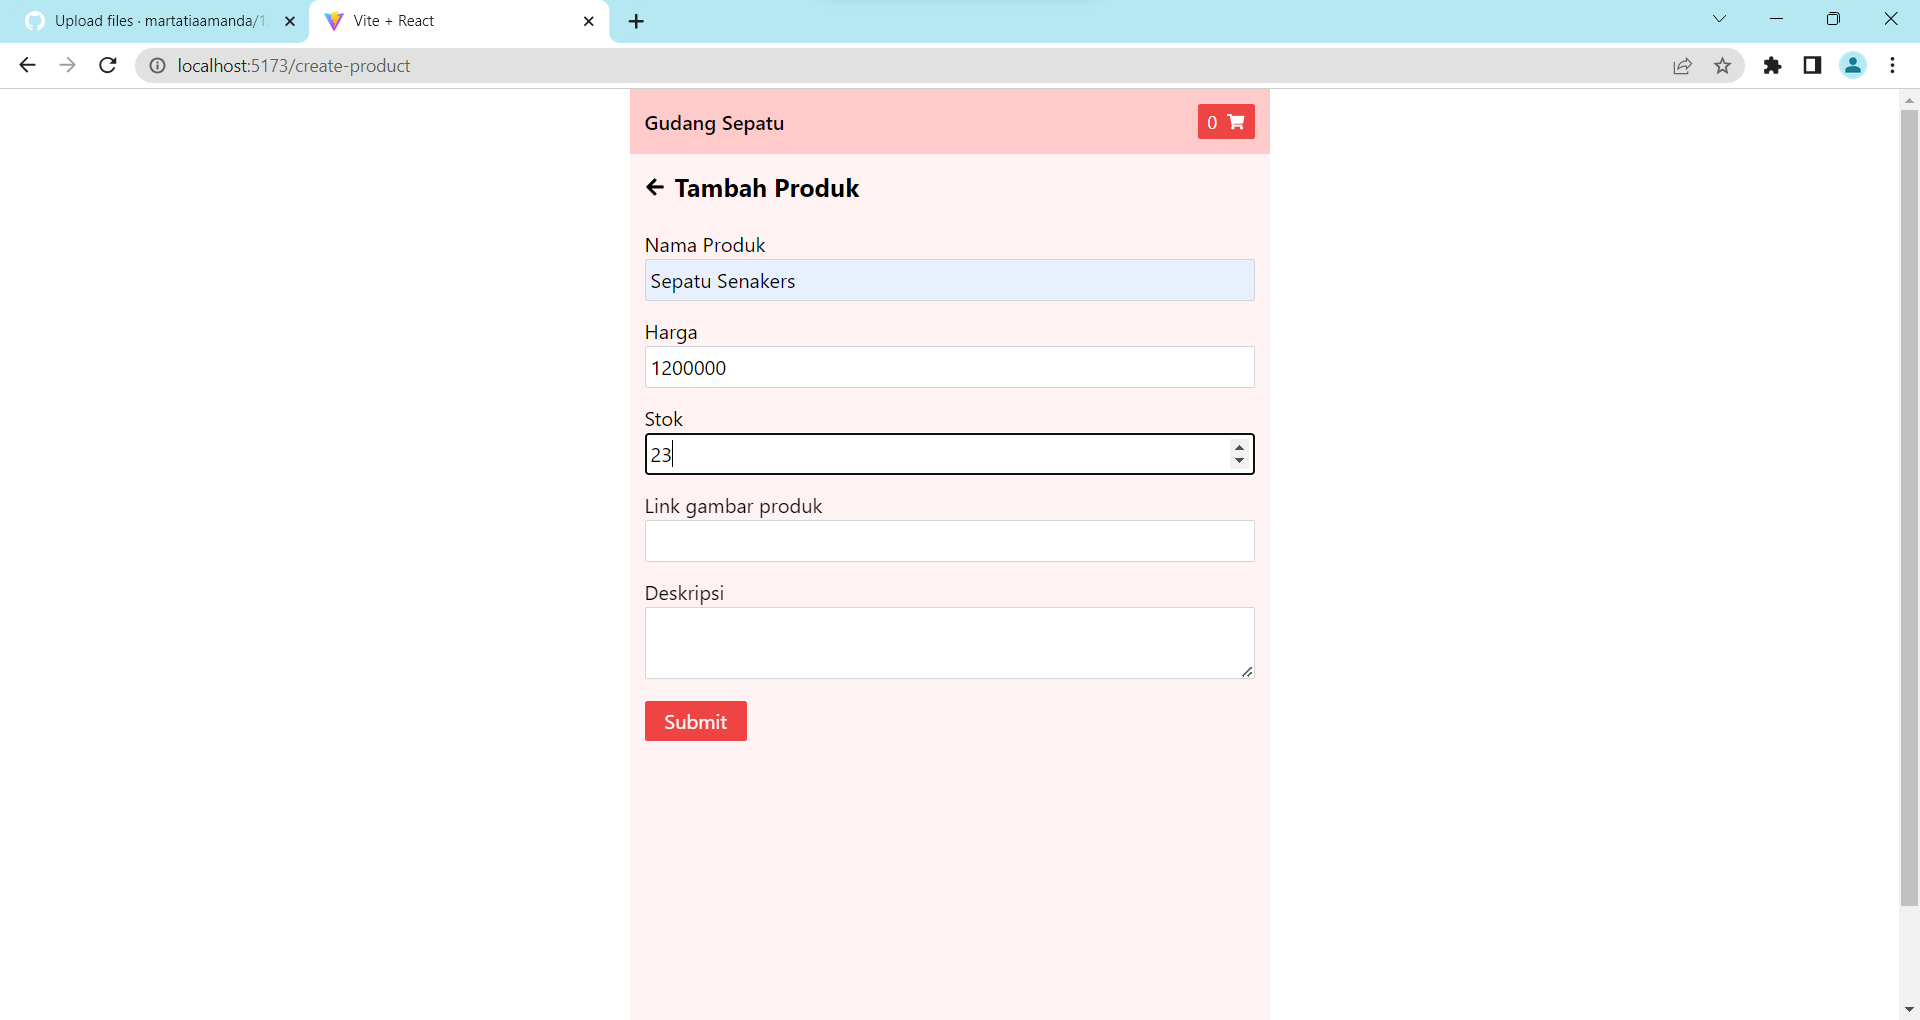 Upload files · martatiaamanda/1
Vite + React
localhost:5173/create-product
Gudang Sepatu
0
Tambah Produk
Nama Produk
Sepatu Senakers
Harga
1200000
Stok
23
Link gambar produk
Deskripsi
Submit